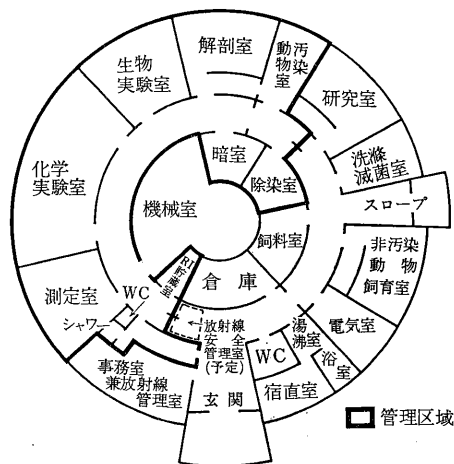 解剖室
動物室
汚染
生物
実験室
研究室
化学
実験室
暗室
除染室
洗滌
滅菌室
スロープ
機械室
飼料室
非汚染
動物
飼育室
RI
貯蔵室
倉庫
測定室
WC
シャワー
放射線
安全
管理室
(予定)
湯沸室
電気室
WC
浴室
事務室
兼放射線
管理室
玄関
宿直室
管理区域